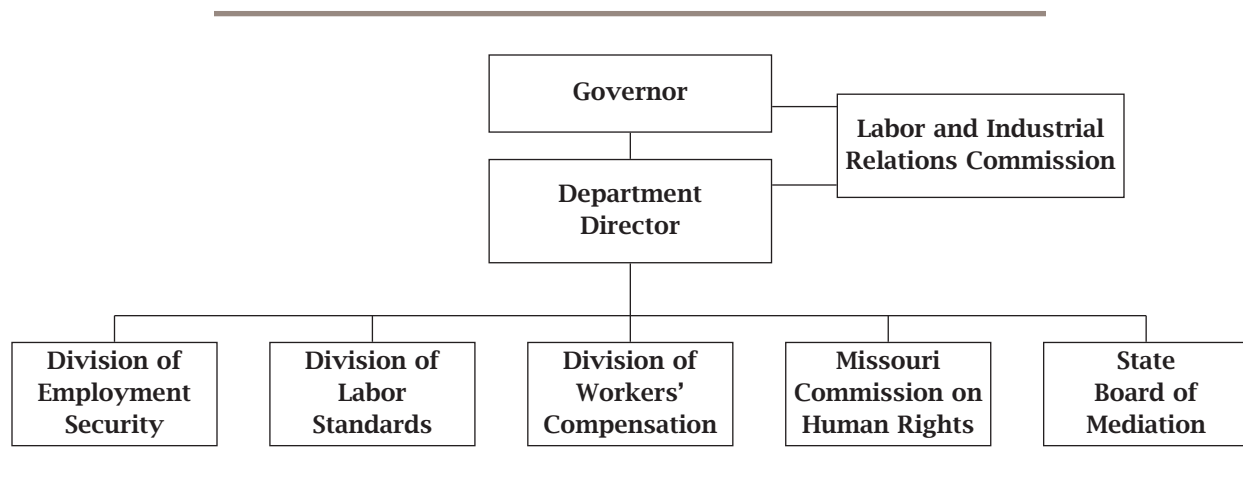 Governor
Labor and Industrial
Relations Commission
Department
Director
Division of
Employment
Security
Division of
Labor
Standards
Division of
Workers’
Compensation
Missouri
Commission on
Human Rights
State
Board of
Mediation